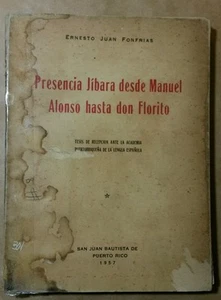 ERNESTO JUAN FONFRIAS
Presencia Jíbara desde Manuel
Alonso hasta don Florito
TESIS DE RECEPCION ANTE LA ACADEMIA
PUERTORRIQUEÑA DE LA LENGUA ESPAÑOLA
SAN JUAN BAUTISTA DE
PUERTO RICO
1957